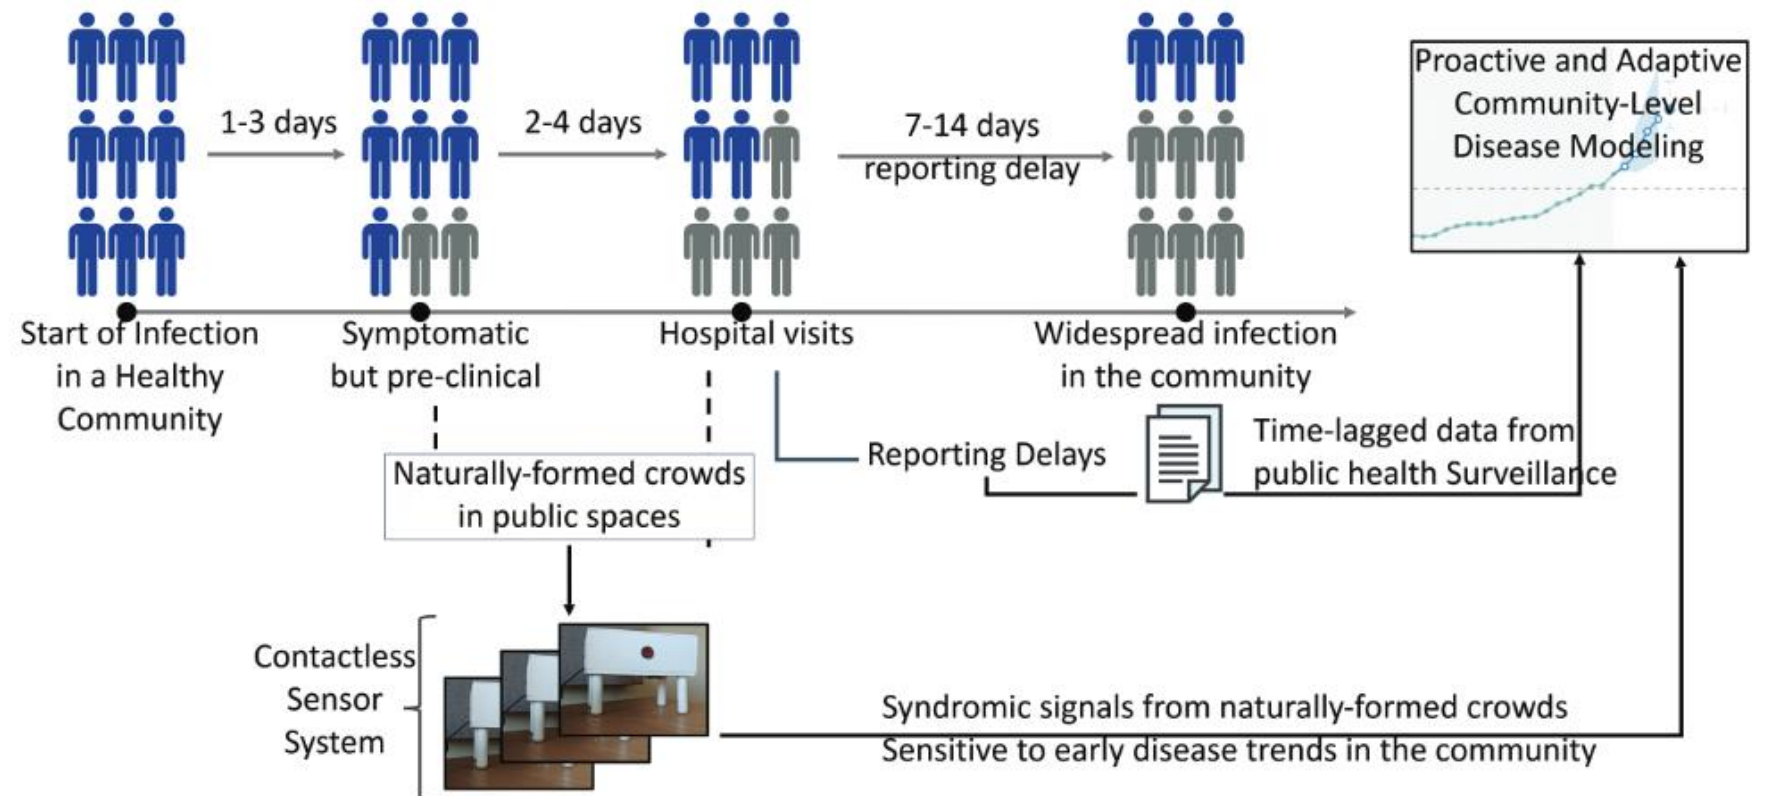 1-3 days
2-4 days
7-14 days
reporting delay
Proactive and Adaptive
Community-Level
Disease Modeling
Start of Infection
in a Healthy
Community
Symptomatic
but pre-clinical
Hospital visits
Widespread infection
in the community
Naturally-formed crowds
in public spaces
Reporting Delays
Time-lagged data from
public health Surveillance
Contactless
Sensor
System
Syndromic signals from naturally-formed crowds
Sensitive to early disease trends in the community